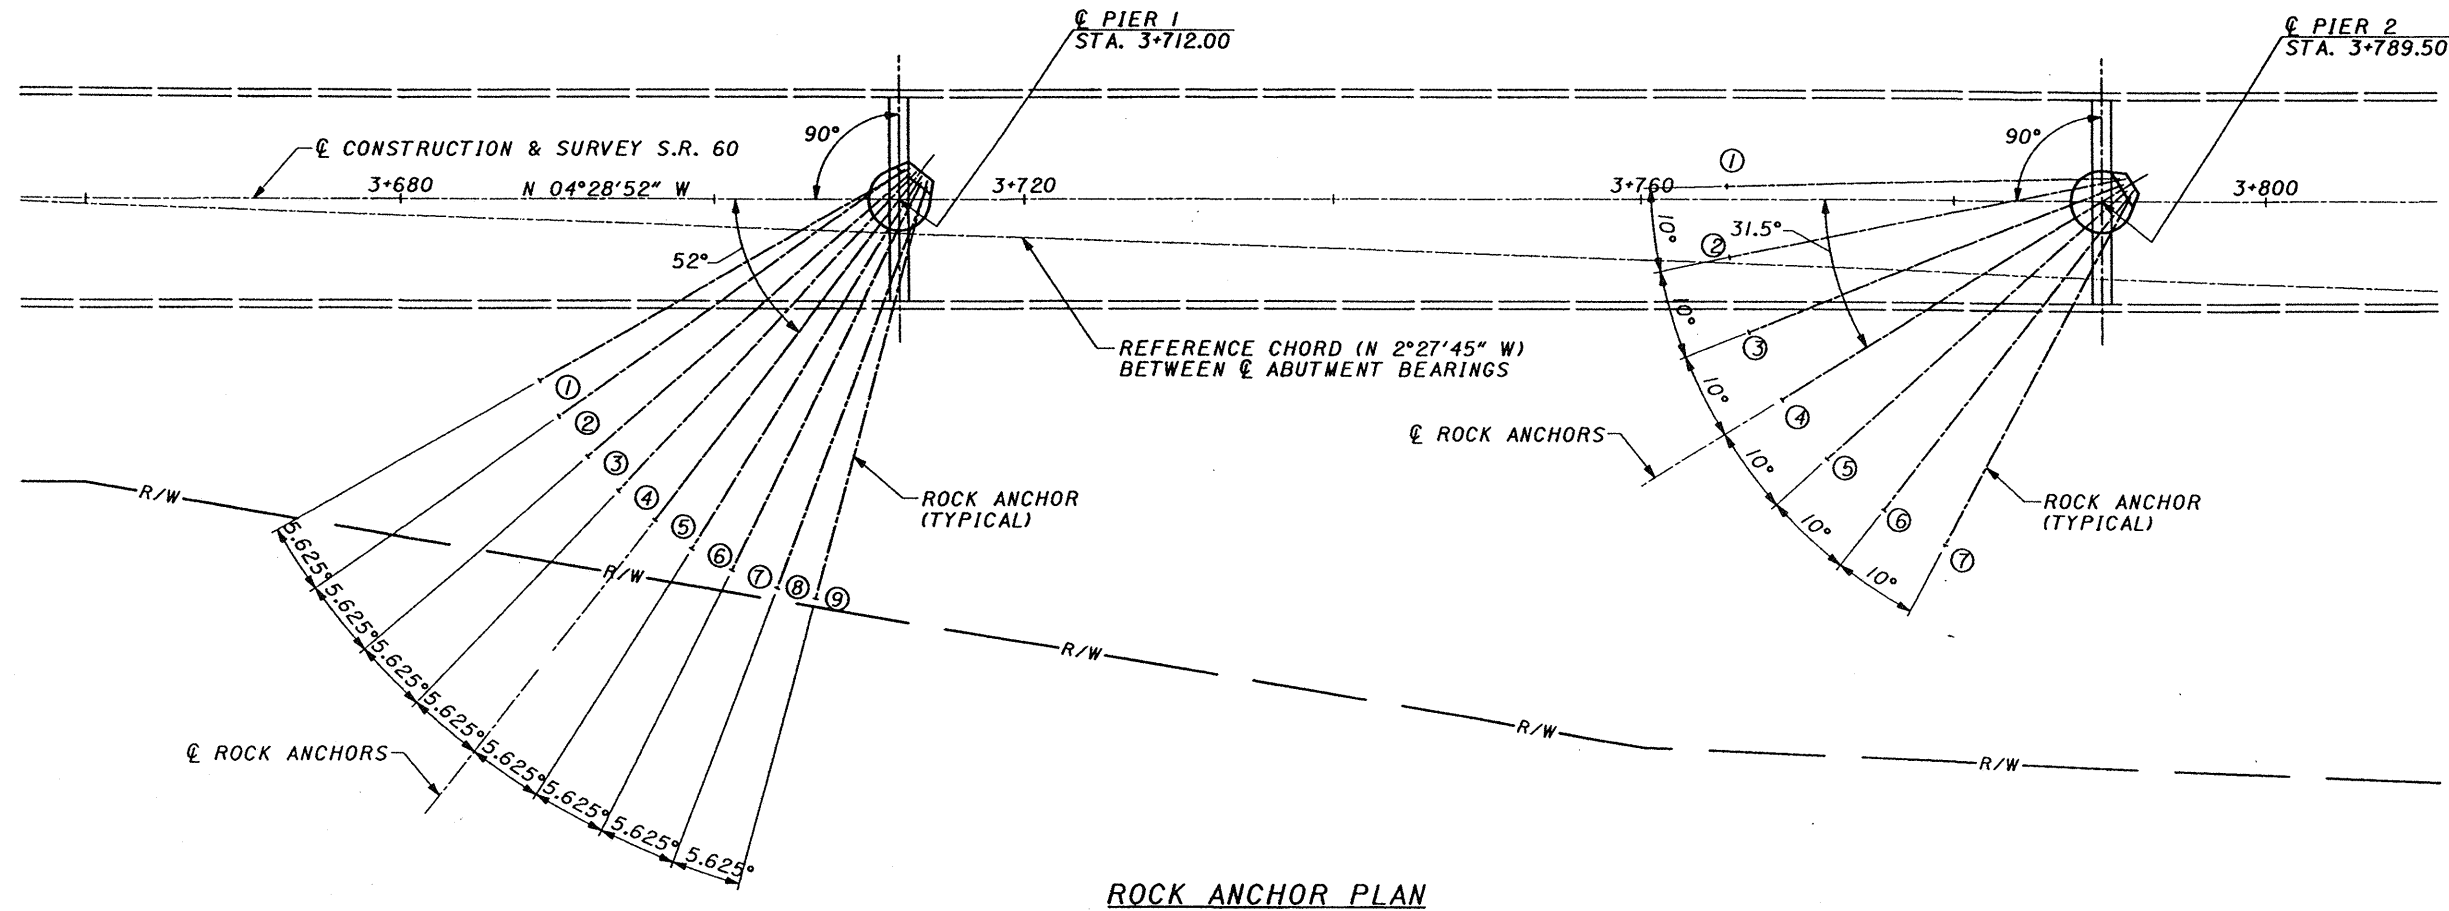 ℄ PIER 1
STA. 3+712.00
℄ PIER 2
STA. 3+789.50
90°
90°
℄ CONSTRUCTION & SURVEY S.R. 60
3+680
N 04°28'52" W
3+720
3+760
3+800
①
10°
②
31.5°
52°
10°
③
REFERENCE CHORD (N 2°27'45" W)
BETWEEN ℄ ABUTMENT BEARINGS
10°
④
℄ ROCK ANCHORS
10°
⑤
10°
⑥
10°
⑦
ROCK ANCHOR
(TYPICAL)
①
②
③
④
⑤
⑥
⑦
⑧
⑨
ROCK ANCHOR
(TYPICAL)
R/W
R/W
R/W
R/W
R/W
5.625°
5.625°
5.625°
5.625°
5.625°
5.625°
5.625°
5.625°
℄ ROCK ANCHORS
ROCK ANCHOR PLAN